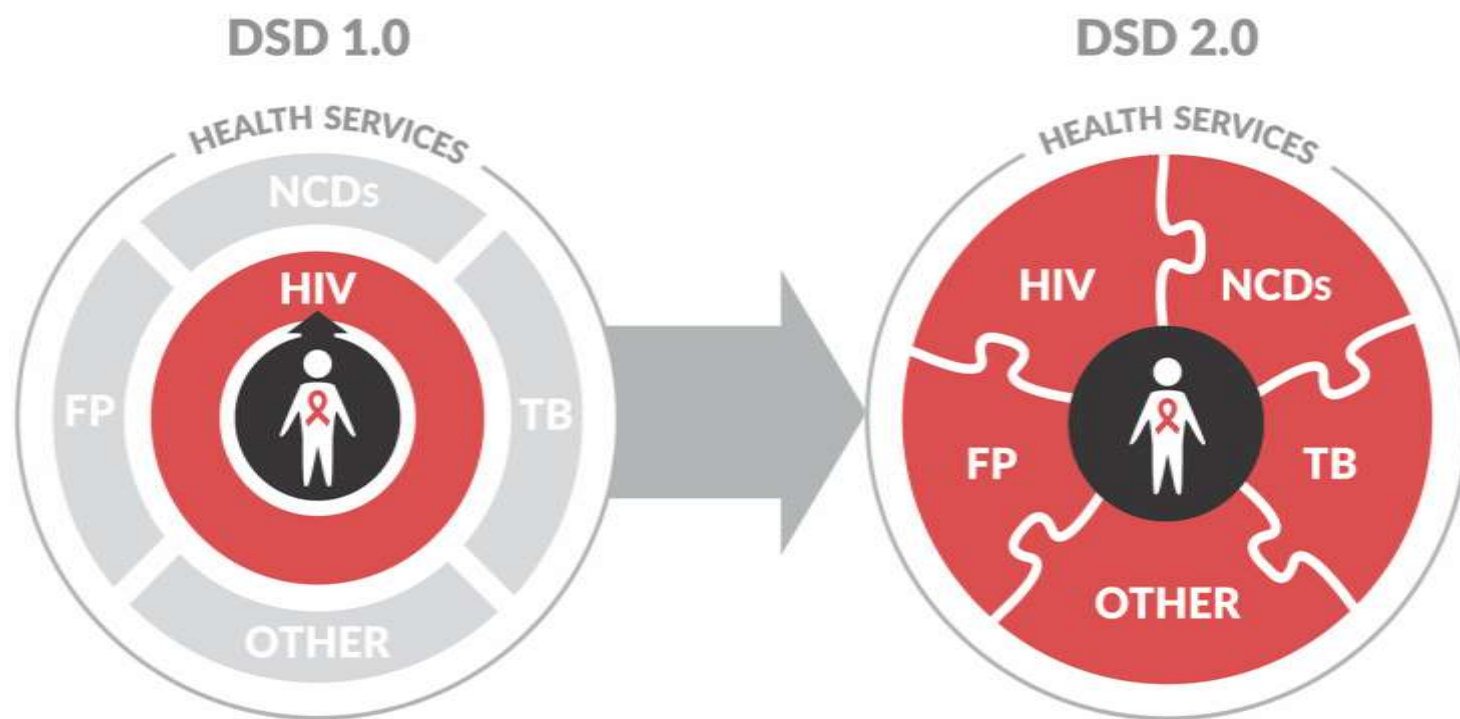 DSD 1.0
HEALTH SERVICES
NCDs
HIV
FP
TB
OTHER
DSD 2.0
HEALTH SERVICES
HIV
NCDs
FP
TB
OTHER